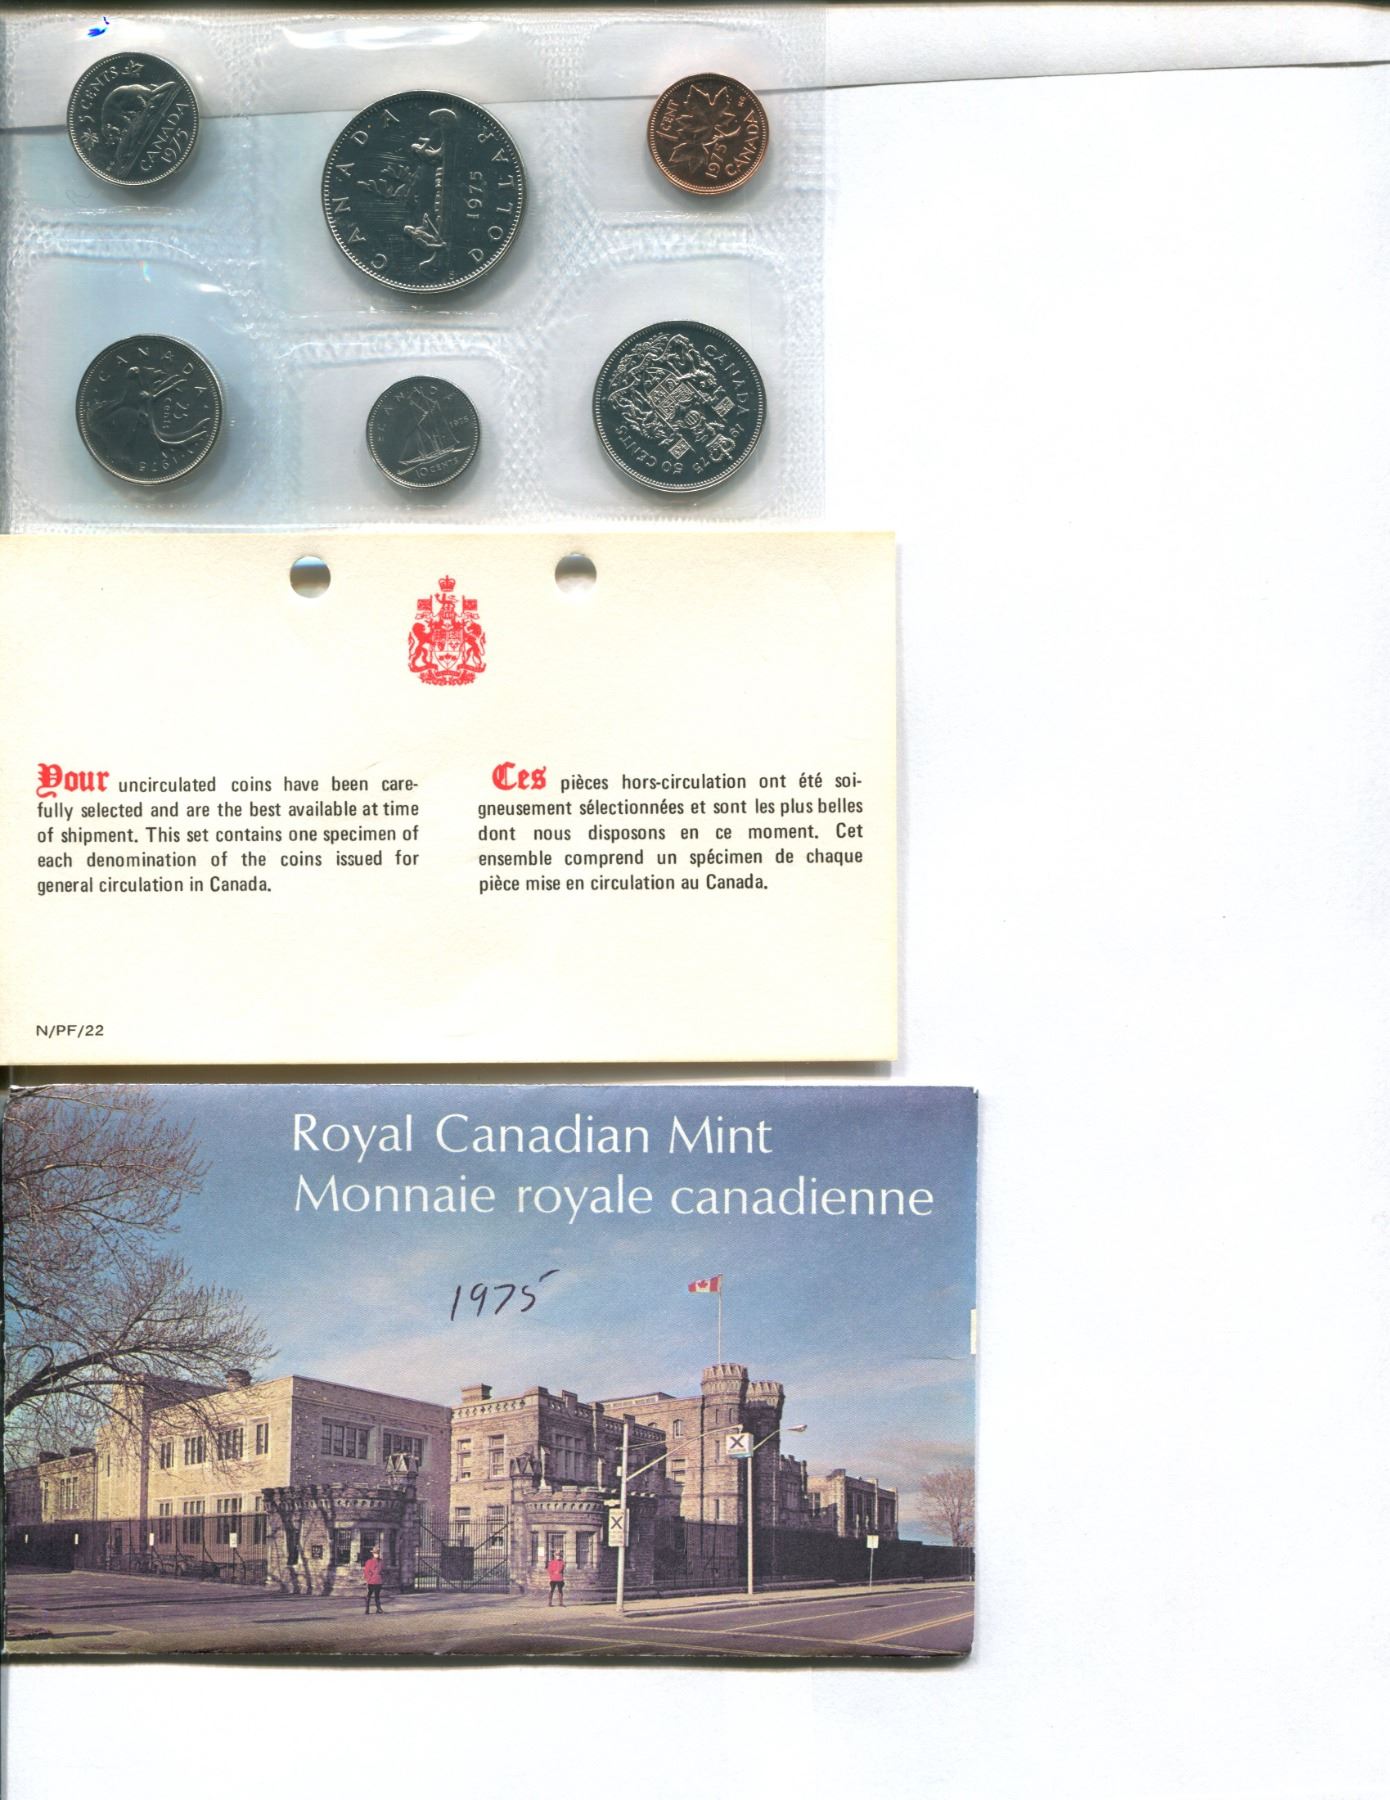 5 CENTS
CANADA
1975
CANADA
DOLLAR
1975
1 CENT
1975
CANADA
CANADA
25
Cents
1975
CANADA
1975
10 CENTS
CANADA
1975
50 CENTS
Your uncirculated coins have been care-
fully selected and are the best available at time
of shipment. This set contains one specimen of
each denomination of the coins issued for
general circulation in Canada.
Ces pièces hors-circulation ont été soi-
gneusement sélectionnées et sont les plus belles
dont nous disposons en ce moment. Cet
ensemble comprend un spécimen de chaque
pièce mise en circulation au Canada.
N/PF/22
Royal Canadian Mint
Monnaie royale canadienne
1975
X
X